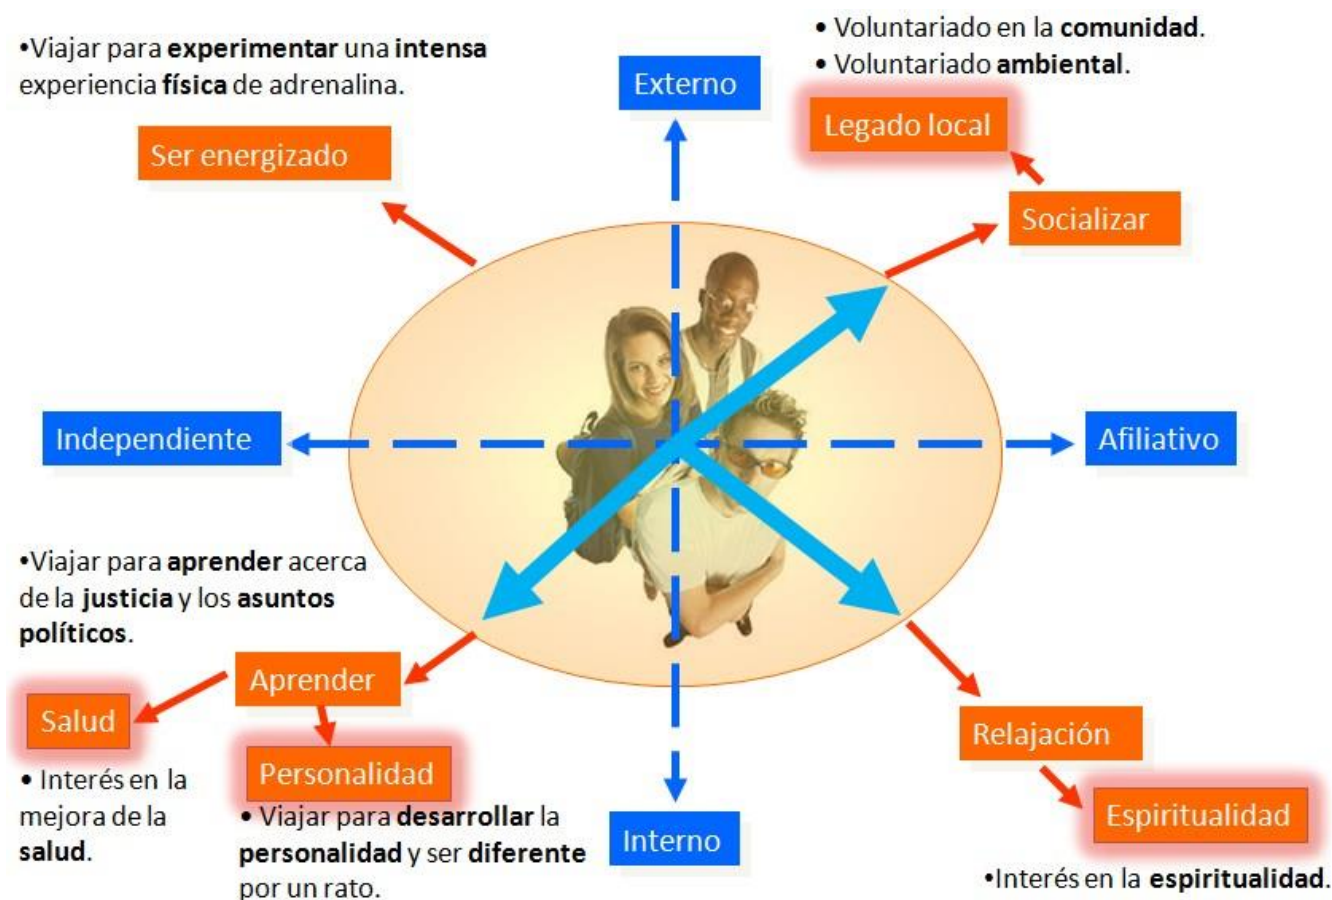 •Viajar para experimentar una intensa
experiencia física de adrenalina.
Ser energizado
Externo
• Voluntariado en la comunidad.
• Voluntariado ambiental.
Legado local
Socializar
Independiente
Afiliativo
•Viajar para aprender acerca
de la justicia y los asuntos
políticos.
Aprender
Salud
• Interés en la
mejora de la
salud.
Personalidad
• Viajar para desarrollar la
personalidad y ser diferente
por un rato.
Interno
Relajación
Espiritualidad
•Interés en la espiritualidad.